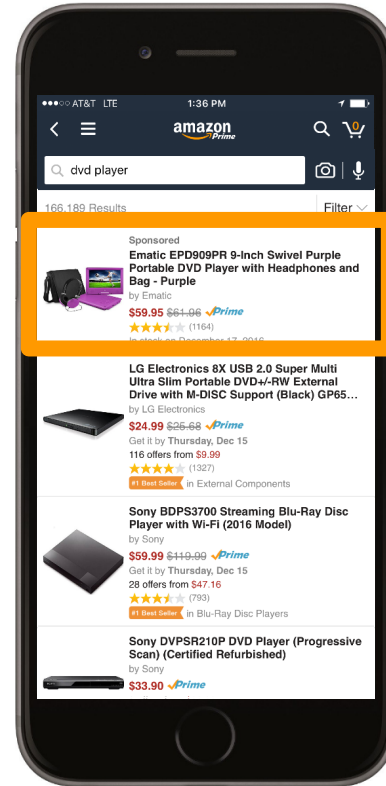 AT&T LTE 1:36 PM
amazon
Prime
0
dvd player
166,189 Results Filter
Sponsored
Ematic EPD909PR 9-Inch Swivel Purple
Portable DVD Player with Headphones and
Bag - Purple
by Ematic
$59.95 $61.96 Prime
(1164)
In stock on December 17, 2016
LG Electronics 8X USB 2.0 Super Multi
Ultra Slim Portable DVD+/-RW External
Drive with M-DISC Support (Black) GP65...
by LG Electronics
$24.99 $25.68 Prime
Get it by Thursday, Dec 15
116 offers from $9.99
(1327)
#1 Best Seller in External Components
Sony BDPS3700 Streaming Blu-Ray Disc
Player with Wi-Fi (2016 Model)
by Sony
$59.99 $119.99 Prime
Get it by Thursday, Dec 15
28 offers from $47.16
(793)
#1 Best Seller in Blu-Ray Disc Players
Sony DVPSR210P DVD Player (Progressive
Scan) (Certified Refurbished)
by Sony
$33.90 Prime